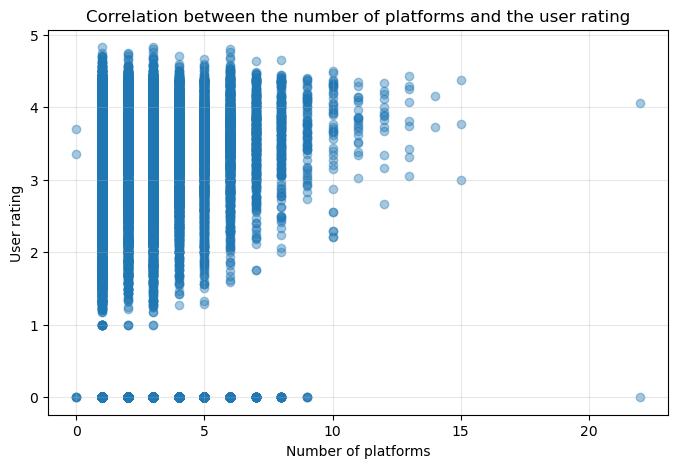 Correlation between the number of platforms and the user rating
User rating
5
4
3
2
1
0
0 5 10 15 20
Number of platforms